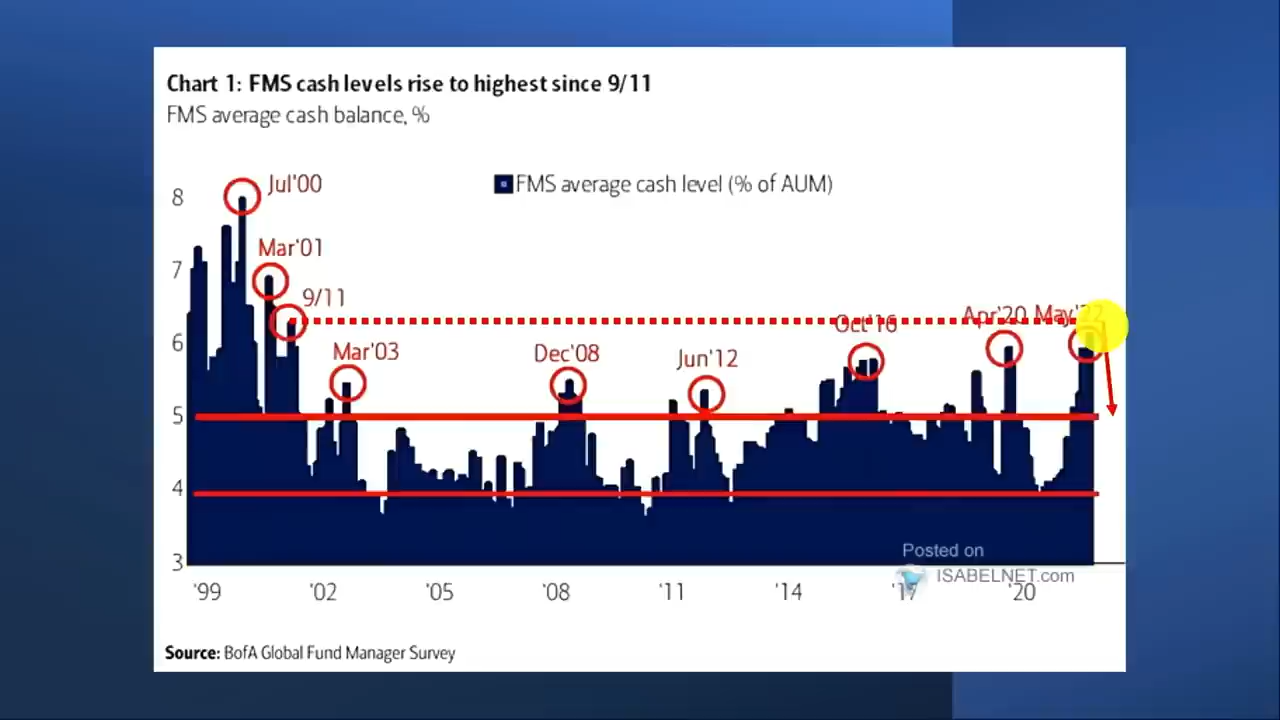 Chart 1: FMS cash levels rise to highest since 9/11
FMS average cash balance, %
Jul'00
FMS average cash level (% of AUM)
8
Mar'01
7
9/11
Oct'16
Apr'20
May'22
6
Mar'03
Dec'08
Jun'12
5
4
Posted on
3
ISABELNET.com
'99
'02
'05
'08
'11
'14
'17
'20
Source: BofA Global Fund Manager Survey